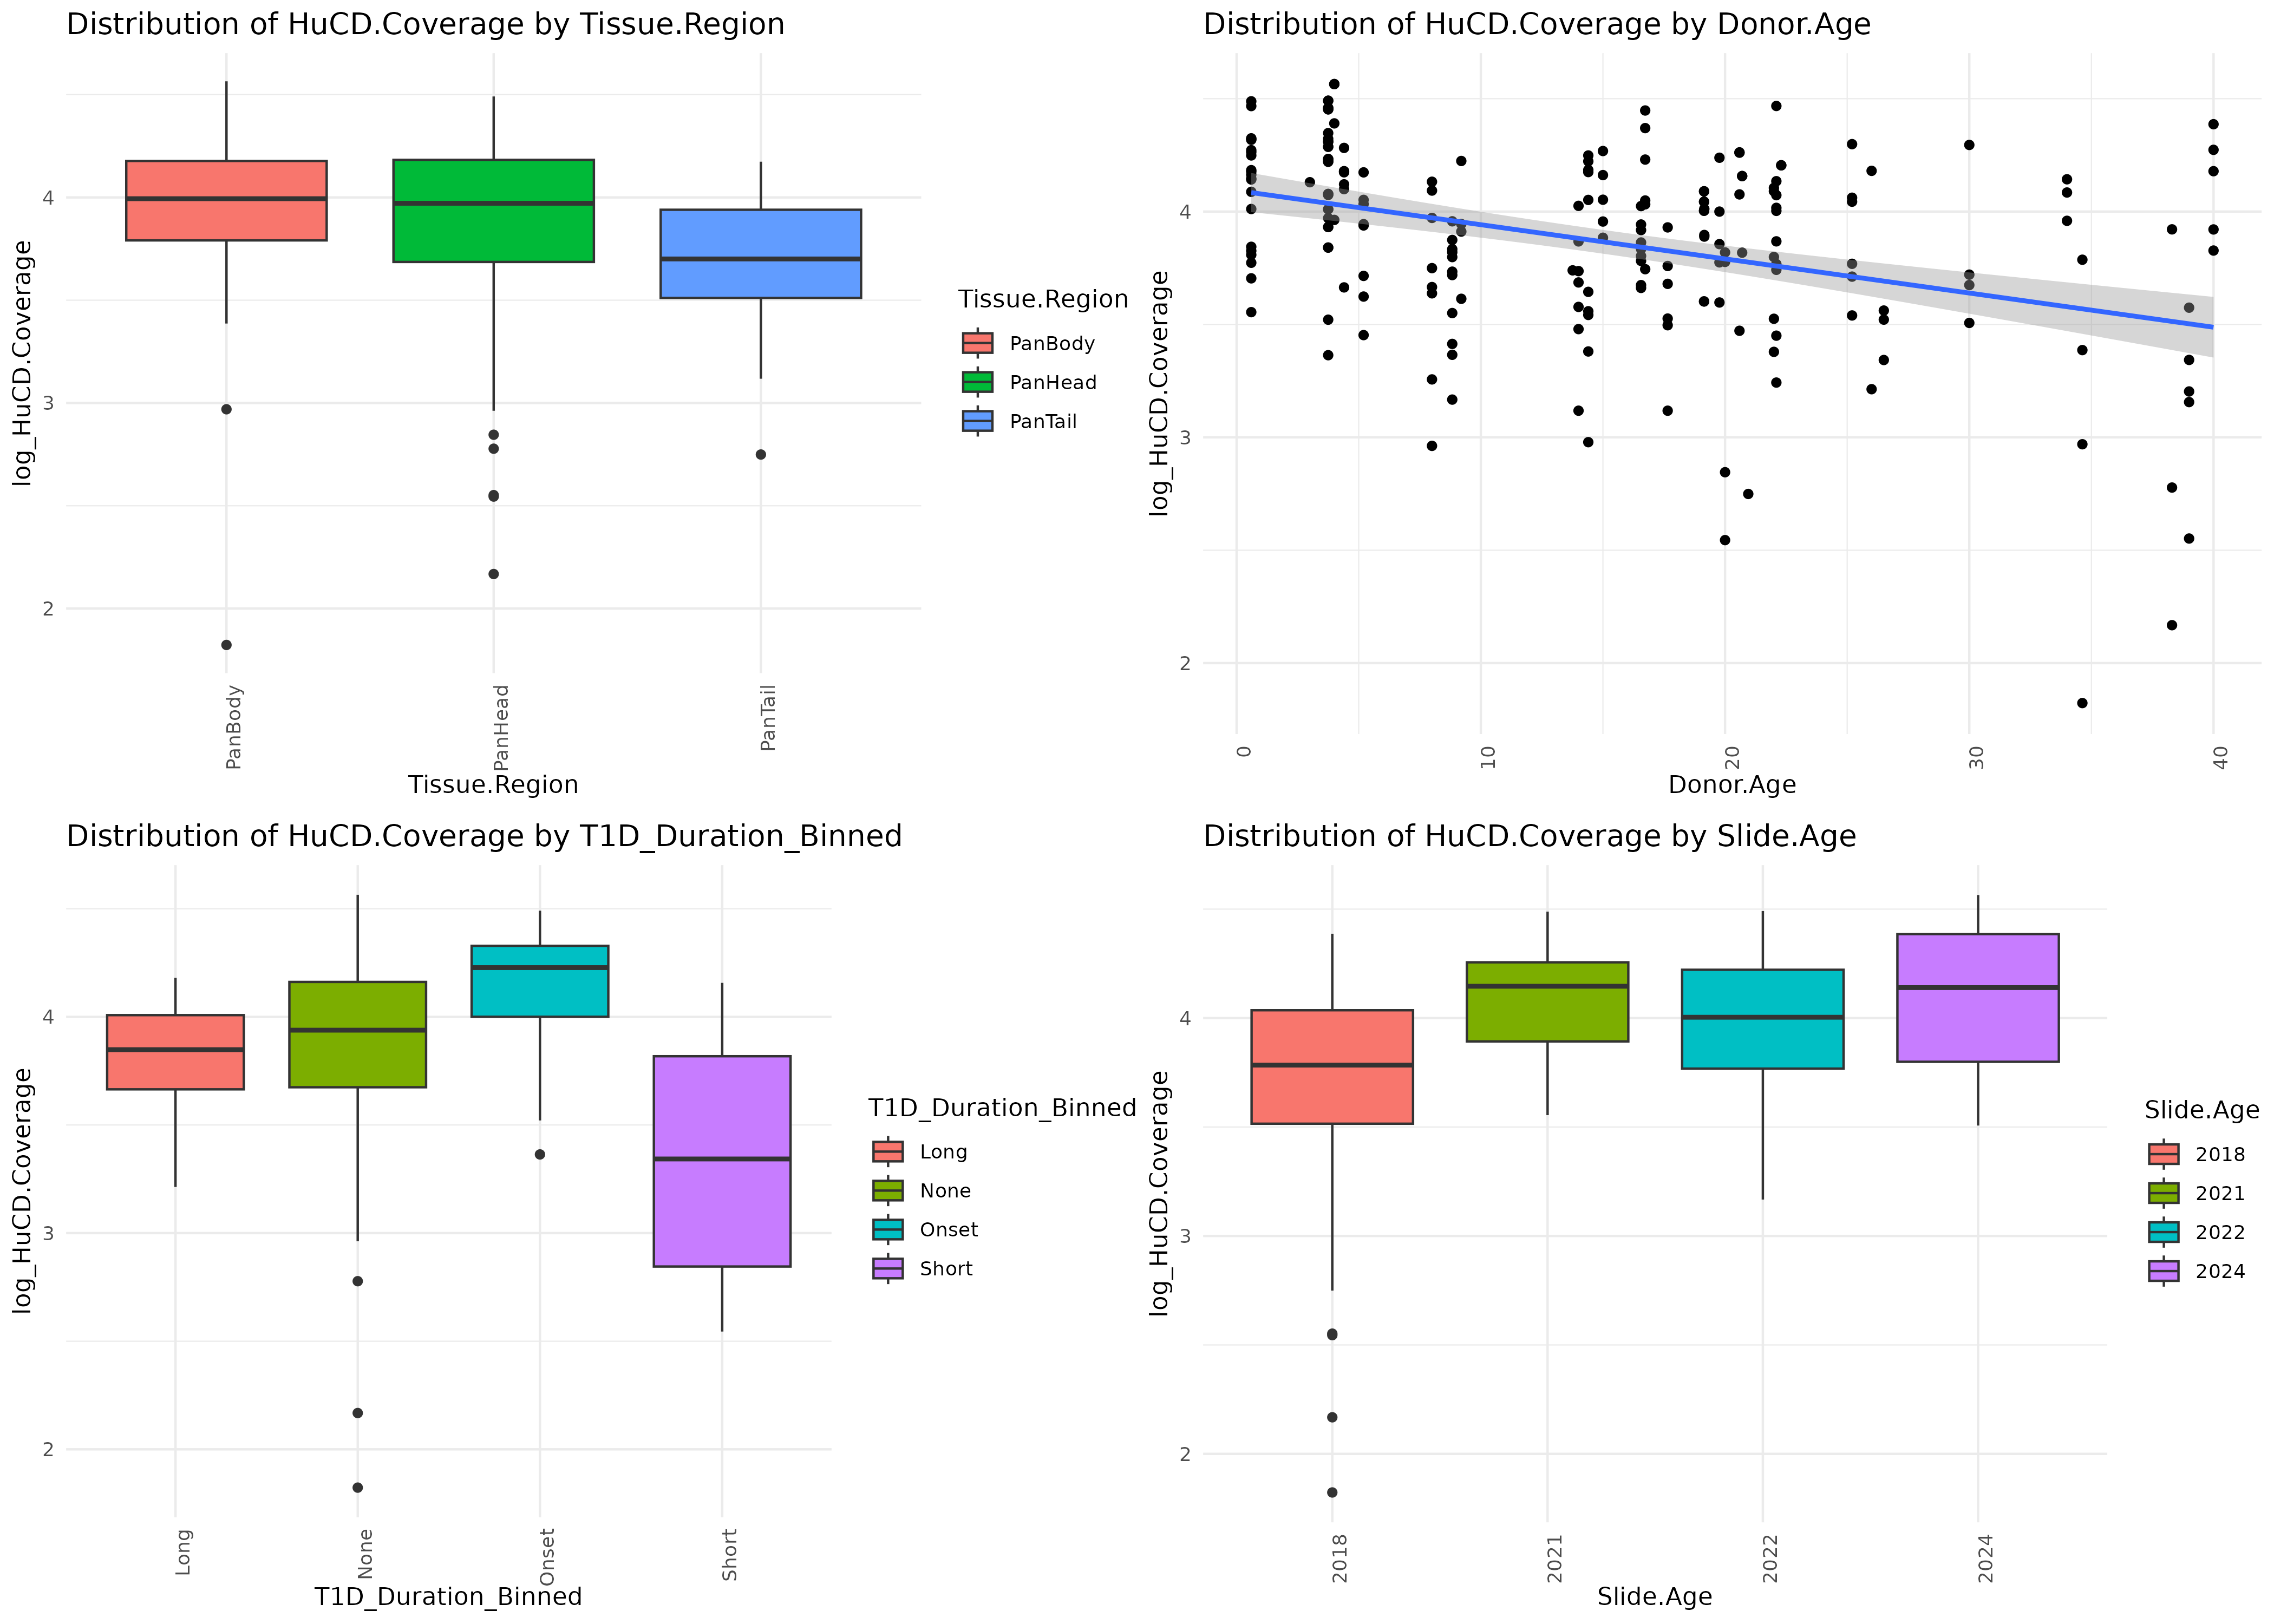 Distribution of HuCD.Coverage by Tissue.Region
log_HuCD.Coverage
4
3
2
PanBody
PanHead
PanTail
Tissue.Region
Tissue.Region
PanBody
PanHead
PanTail
Distribution of HuCD.Coverage by Donor.Age
log_HuCD.Coverage
4
3
2
0
10
20
30
40
Donor.Age
Distribution of HuCD.Coverage by T1D_Duration_Binned
log_HuCD.Coverage
4
3
2
Long
None
Onset
Short
T1D_Duration_Binned
T1D_Duration_Binned
Long
None
Onset
Short
Distribution of HuCD.Coverage by Slide.Age
log_HuCD.Coverage
4
3
2
2018
2021
2022
2024
Slide.Age
Slide.Age
2018
2021
2022
2024